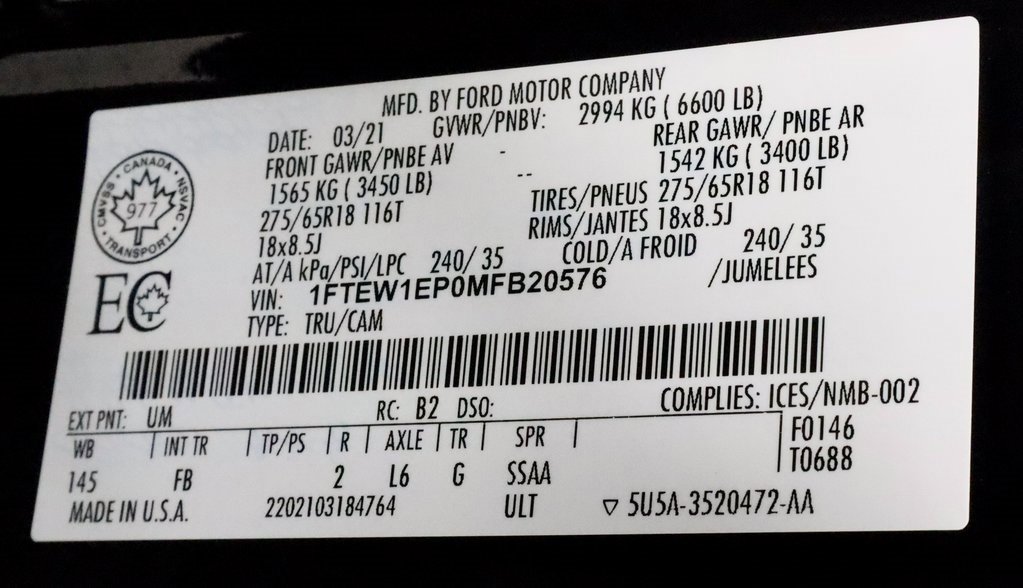 MFD. BY FORD MOTOR COMPANY
DATE: 03/21 GVWR/PNBV: 2994 KG ( 6600 LB)
FRONT GAWR/PNBE AV - REAR GAWR/ PNBE AR
1565 KG ( 3450 LB) -- 1542 KG ( 3400 LB)
275/65R18 116T TIRES/PNEUS 275/65R18 116T
18x8.5J RIMS/JANTES 18x8.5J
AT/A kPa/PSI/LPC 240/ 35 COLD/A FROID 240/ 35
VIN: 1FTEW1EP0MFB20576 /JUMELEES
TYPE: TRU/CAM
CMVSS · CANADA · NSVAC · TRANSPORT ·
977
EC
EXT PNT: UM RC: B2 DSO: COMPLIES: ICES/NMB-002
WB | INT TR | TP/PS | R | AXLE | TR | SPR | F0146
T0688
145 FB 2 L6 G SSAA
MADE IN U.S.A. 2202103184764 ULT ▽ 5U5A-3520472-AA